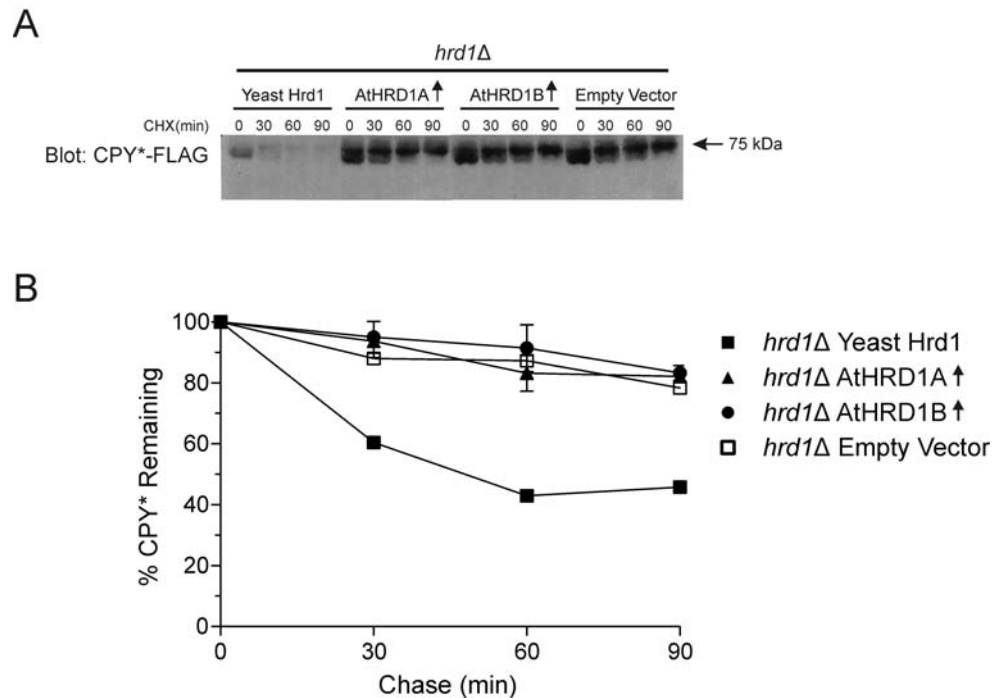 A
hrd1Δ
Yeast Hrd1 AtHRD1A↑ AtHRD1B↑ Empty Vector
CHX(min) 0 30 60 90 0 30 60 90 0 30 60 90 0 30 60 90
Blot: CPY*-FLAG ← 75 kDa
B
% CPY* Remaining
100
80
60
40
20
0
0 30 60 90
Chase (min)
■ hrd1Δ Yeast Hrd1
▲ hrd1Δ AtHRD1A↑
● hrd1Δ AtHRD1B↑
□ hrd1Δ Empty Vector